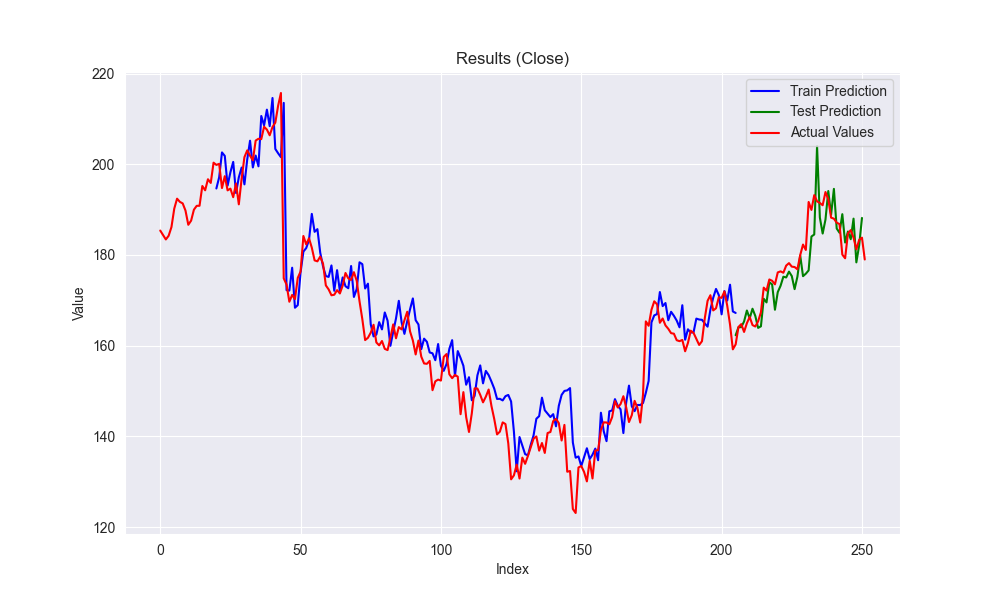 Results (Close)
220
200
180
160
140
120
Value
0
50
100
150
200
250
Index
Train Prediction
Test Prediction
Actual Values